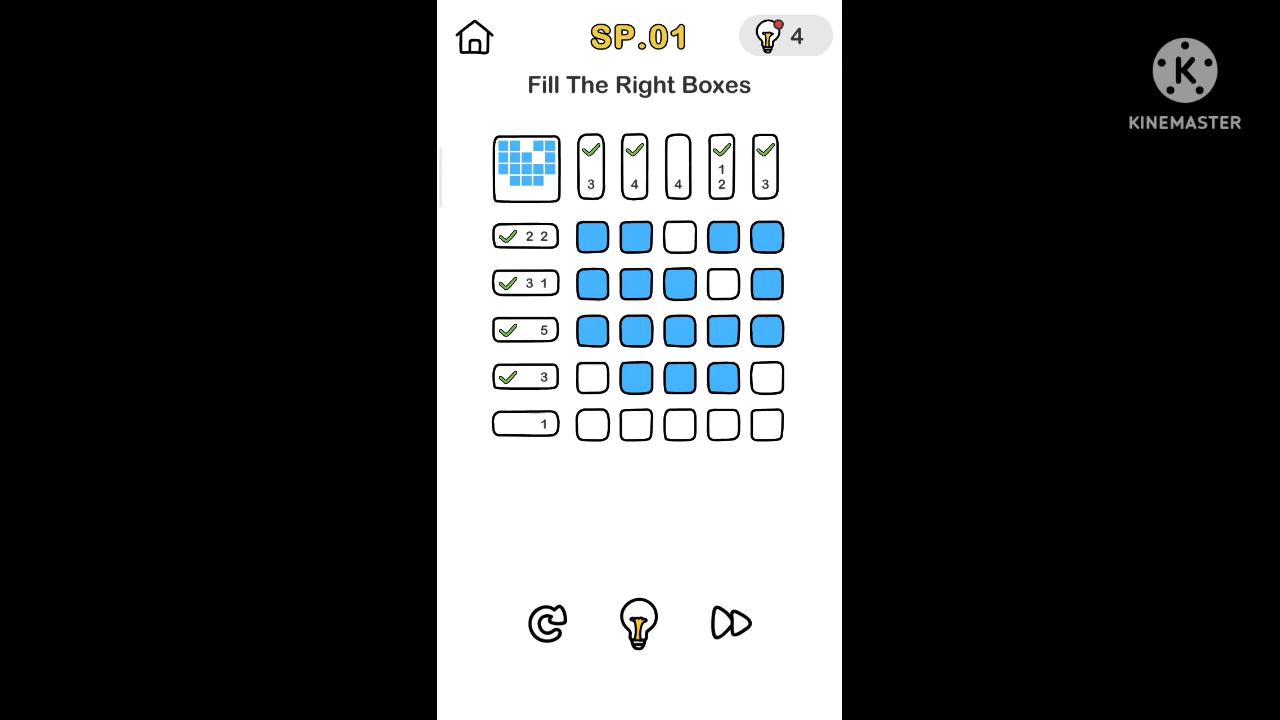 SP.01
4
K
KINEMASTER
Fill The Right Boxes
3 4 4 1 2 3
2 2
3 1
5
3
1